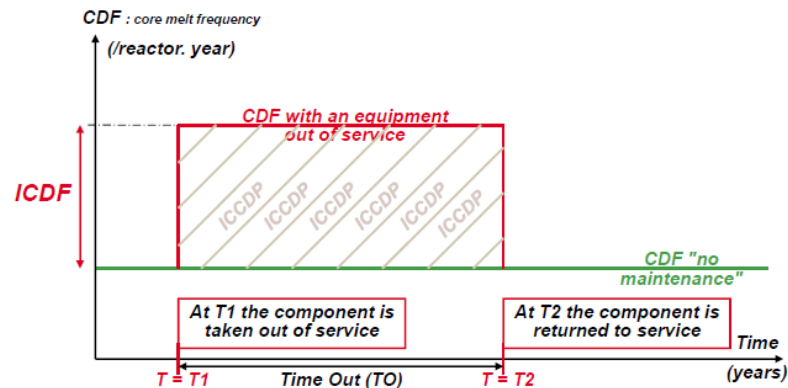 CDF : core melt frequency
(/reactor. year)
CDF with an equipment
out of service
ICDF
ICCDP ICCDP ICCDP ICCDP ICCDP ICCDP
CDF "no
maintenance"
At T1 the component is
taken out of service
At T2 the component is
returned to service
Time
(years)
T = T1
Time Out (TO)
T = T2